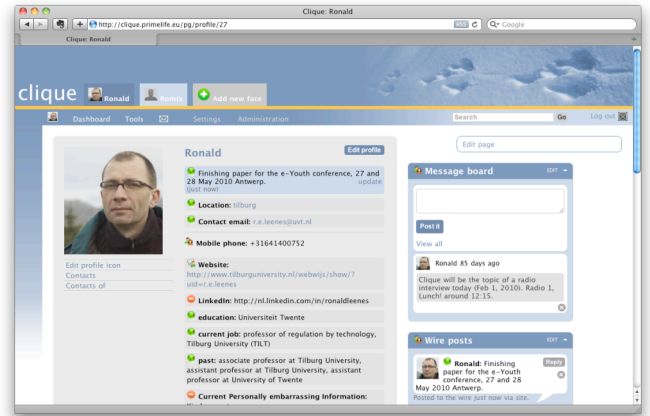 Clique: Ronald
http://clique.primelife.eu/pg/profile/27
RSS
Google
Clique: Ronald
clique
Ronald
Ronnie
Add new face
Dashboard Tools Settings Administration
Search
Go
Log out
Edit page
Ronald
Edit profile
Finishing paper for the e-Youth conference, 27 and
28 May 2010 Antwerp. update
(just now)
Location: tilburg
Contact email: r.e.leenes@uvt.nl
Mobile phone: +31641400752
Website:
http://www.tilburguniversity.nl/webwijs/show/?
uid=r.e.leenes
LinkedIn: http://nl.linkedin.com/in/ronaldleenes
education: Universiteit Twente
current job: professor of regulation by technology,
Tilburg University (TILT)
past: associate professor at Tilburg University,
assistant professor at Tilburg University, assistant
professor at University of Twente
Current Personally embarrassing Information:
Edit profile icon
Contacts
Contacts of
Message board
EDIT
Post it
View all
Ronald 85 days ago
Clique will be the topic of a radio
interview today (Feb 1, 2010). Radio 1,
Lunch! around 12:15.
Wire posts
EDIT
Ronald: Finishing
Reply
paper for the e-Youth
conference, 27 and 28
May 2010 Antwerp.
Posted to the wire just now via site.